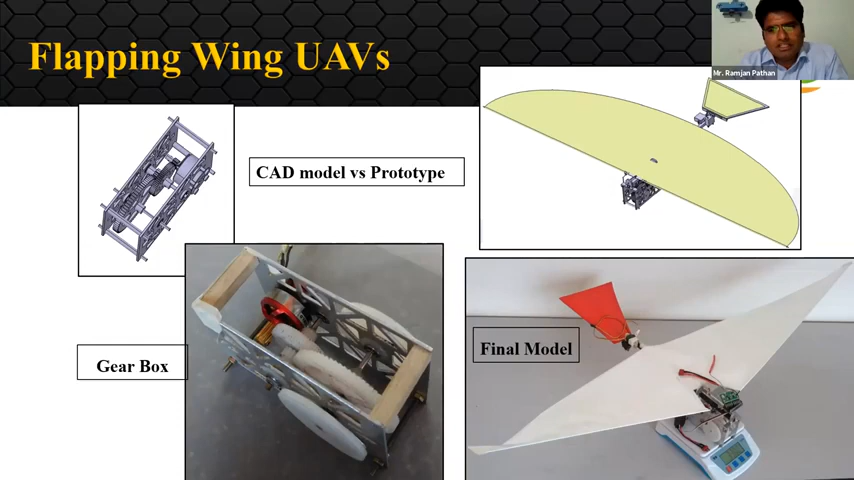 Flapping Wing UAVs
Mr. Ramjan Pathan
CAD model vs Prototype
Gear Box
Final Model